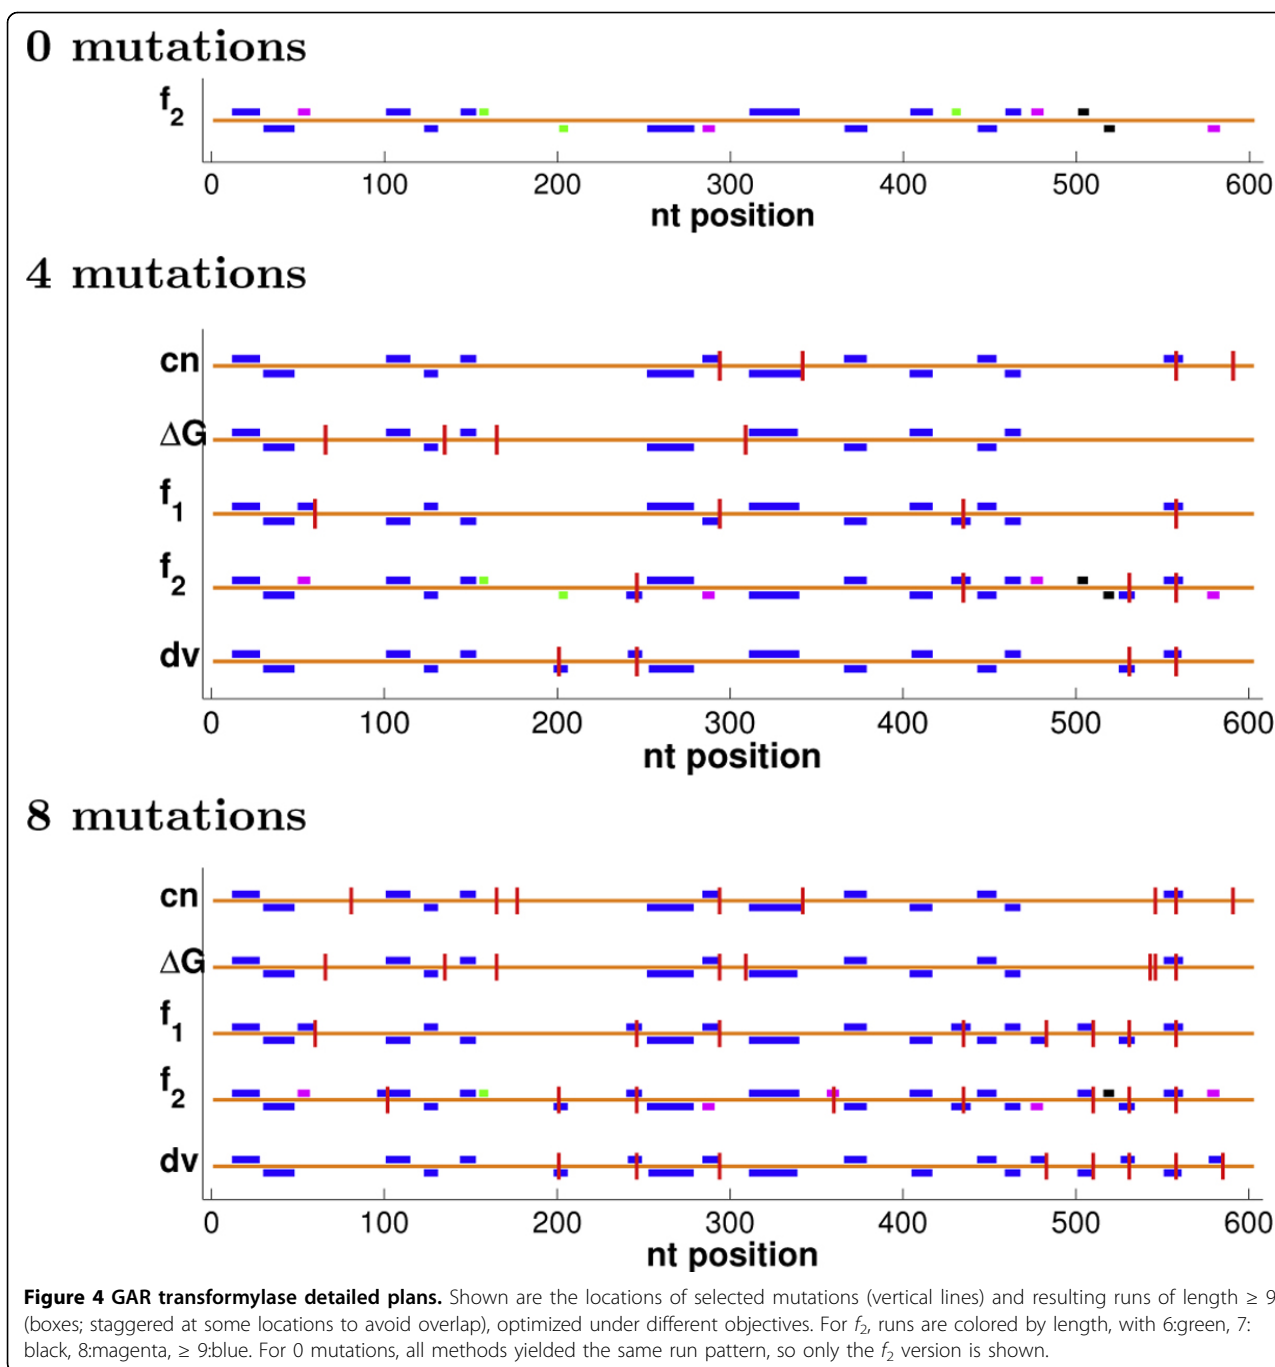 0 mutations
f2
0 100 200 300 400 500 600
nt position
4 mutations
cn
ΔG
f1
f2
dv
0 100 200 300 400 500 600
nt position
8 mutations
cn
ΔG
f1
f2
dv
0 100 200 300 400 500 600
nt position
Figure 4 GAR transformylase detailed plans. Shown are the locations of selected mutations (vertical lines) and resulting runs of length ≥ 9
(boxes; staggered at some locations to avoid overlap), optimized under different objectives. For f2, runs are colored by length, with 6:green, 7:
black, 8:magenta, ≥ 9:blue. For 0 mutations, all methods yielded the same run pattern, so only the f2 version is shown.